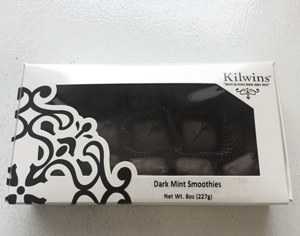 Kilwins
Dark Mint Smoothies
Net Wt. 8oz (227g)